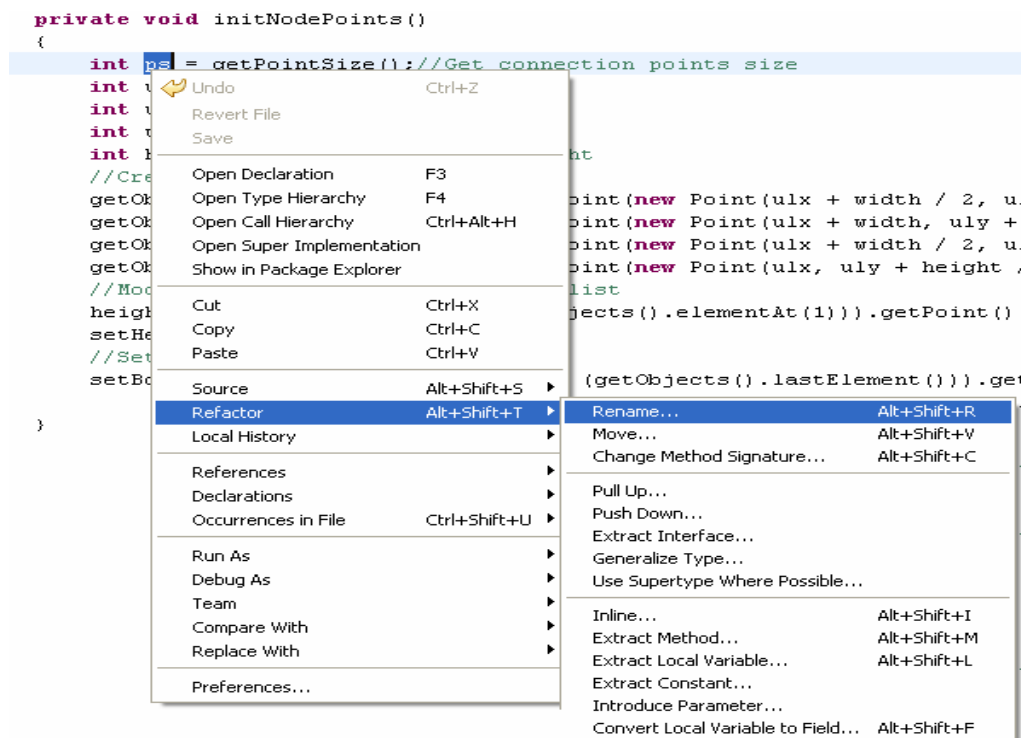 private void initNodePoints()
{
int ps = getPointSize();//Get connection points size
int
int
int
int ht
//Cre
getOb oint(new Point(ulx + width / 2, u
getOb oint(new Point(ulx + width, uly +
getOb oint(new Point(ulx + width / 2, u
getOb oint(new Point(ulx, uly + height /
//Mod list
heigh jects().elementAt(1))).getPoint()
setHe
//Set
setBo (getObjects().lastElement())).get
}
Undo Ctrl+Z
Revert File
Save
Open Declaration F3
Open Type Hierarchy F4
Open Call Hierarchy Ctrl+Alt+H
Open Super Implementation
Show in Package Explorer
Cut Ctrl+X
Copy Ctrl+C
Paste Ctrl+V
Source Alt+Shift+S
Refactor Alt+Shift+T
Local History
References
Declarations
Occurrences in File Ctrl+Shift+U
Run As
Debug As
Team
Compare With
Replace With
Preferences...
Rename... Alt+Shift+R
Move... Alt+Shift+V
Change Method Signature... Alt+Shift+C
Pull Up...
Push Down...
Extract Interface...
Generalize Type...
Use Supertype Where Possible...
Inline... Alt+Shift+I
Extract Method... Alt+Shift+M
Extract Local Variable... Alt+Shift+L
Extract Constant...
Introduce Parameter...
Convert Local Variable to Field... Alt+Shift+F